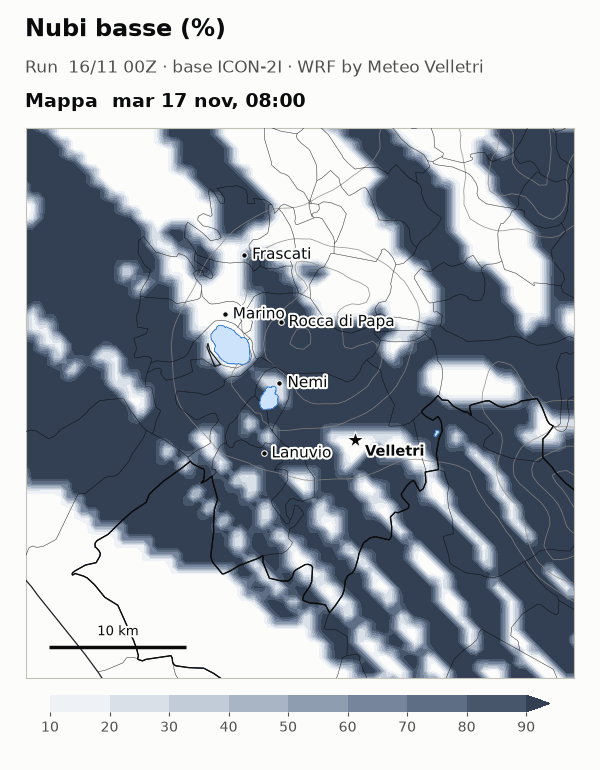 Nubi basse (%)
Run  16/11 00Z · base ICON-2I · WRF by Meteo Velletri
Mappa  mar 17 nov, 08:00
Frascati
Marino
Rocca di Papa
Nemi
Lanuvio
Velletri
10 km
10 20 30 40 50 60 70 80 90